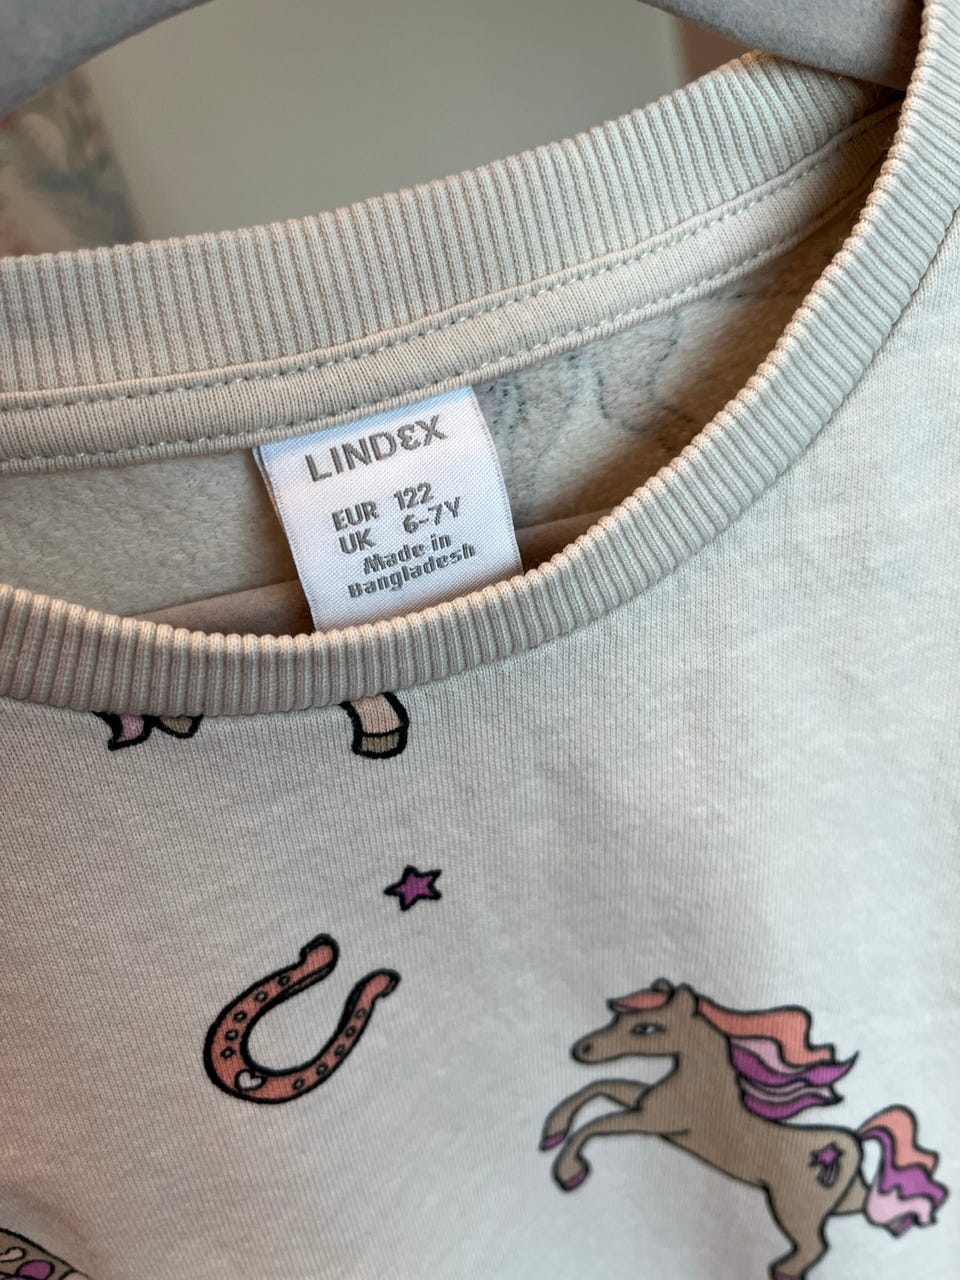 LINDEX
EUR 122
UK 6-7Y
Made in
Bangladesh